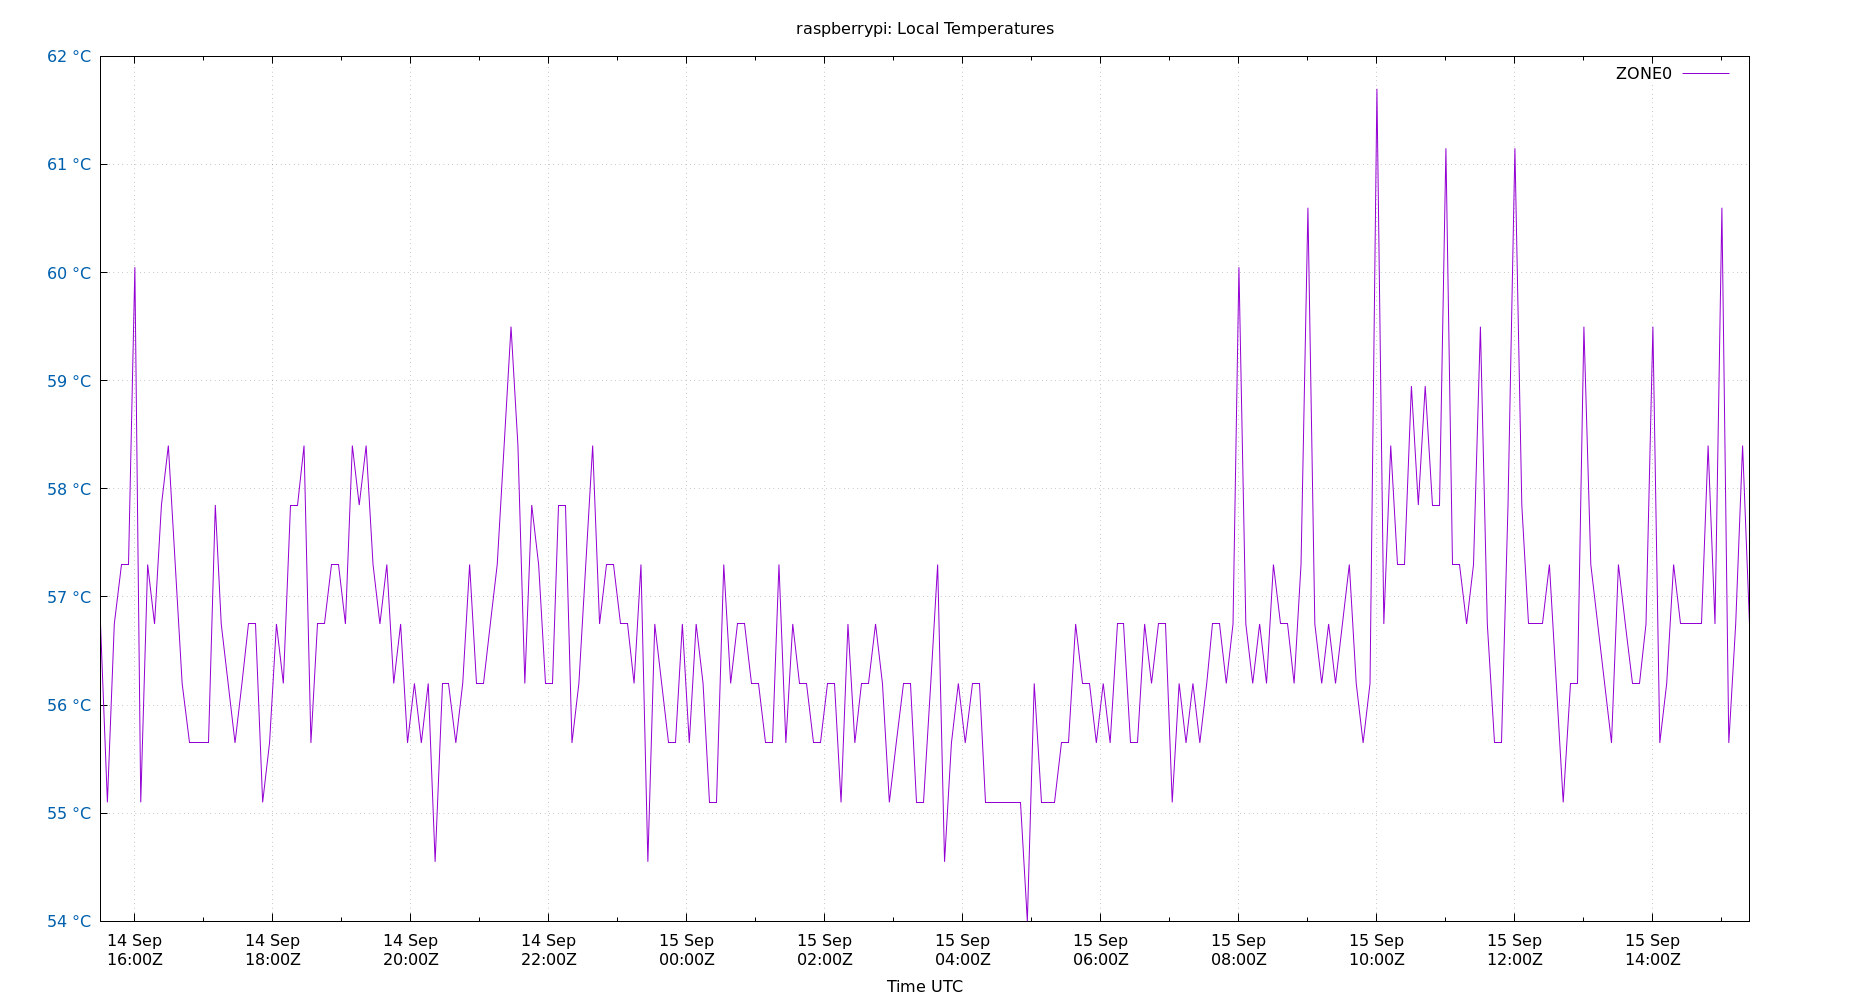 raspberrypi: Local Temperatures
ZONE0
62 °C
61 °C
60 °C
59 °C
58 °C
57 °C
56 °C
55 °C
54 °C
14 Sep 14 Sep 14 Sep 14 Sep 15 Sep 15 Sep 15 Sep 15 Sep 15 Sep 15 Sep 15 Sep 15 Sep
16:00Z 18:00Z 20:00Z 22:00Z 00:00Z 02:00Z 04:00Z 06:00Z 08:00Z 10:00Z 12:00Z 14:00Z
Time UTC